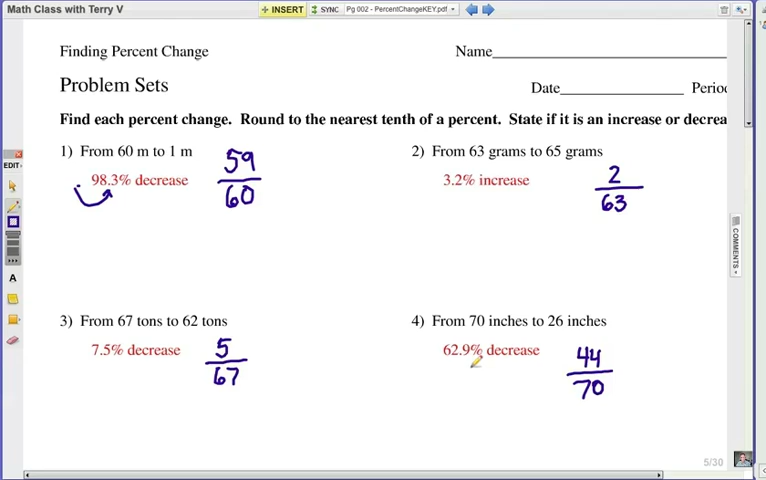 Math Class with Terry V
INSERT
SYNC
Pg 002 - PercentChangeKEY.pdf
Finding Percent Change
Name
Problem Sets
Date
Perioc
Find each percent change. Round to the nearest tenth of a percent. State if it is an increase or decrea
1) From 60 m to 1 m
98.3% decrease
59
60
2) From 63 grams to 65 grams
3.2% increase
2
63
EDIT
A
COMMENTS
3) From 67 tons to 62 tons
7.5% decrease
5
67
4) From 70 inches to 26 inches
62.9% decrease
44
70
5/30